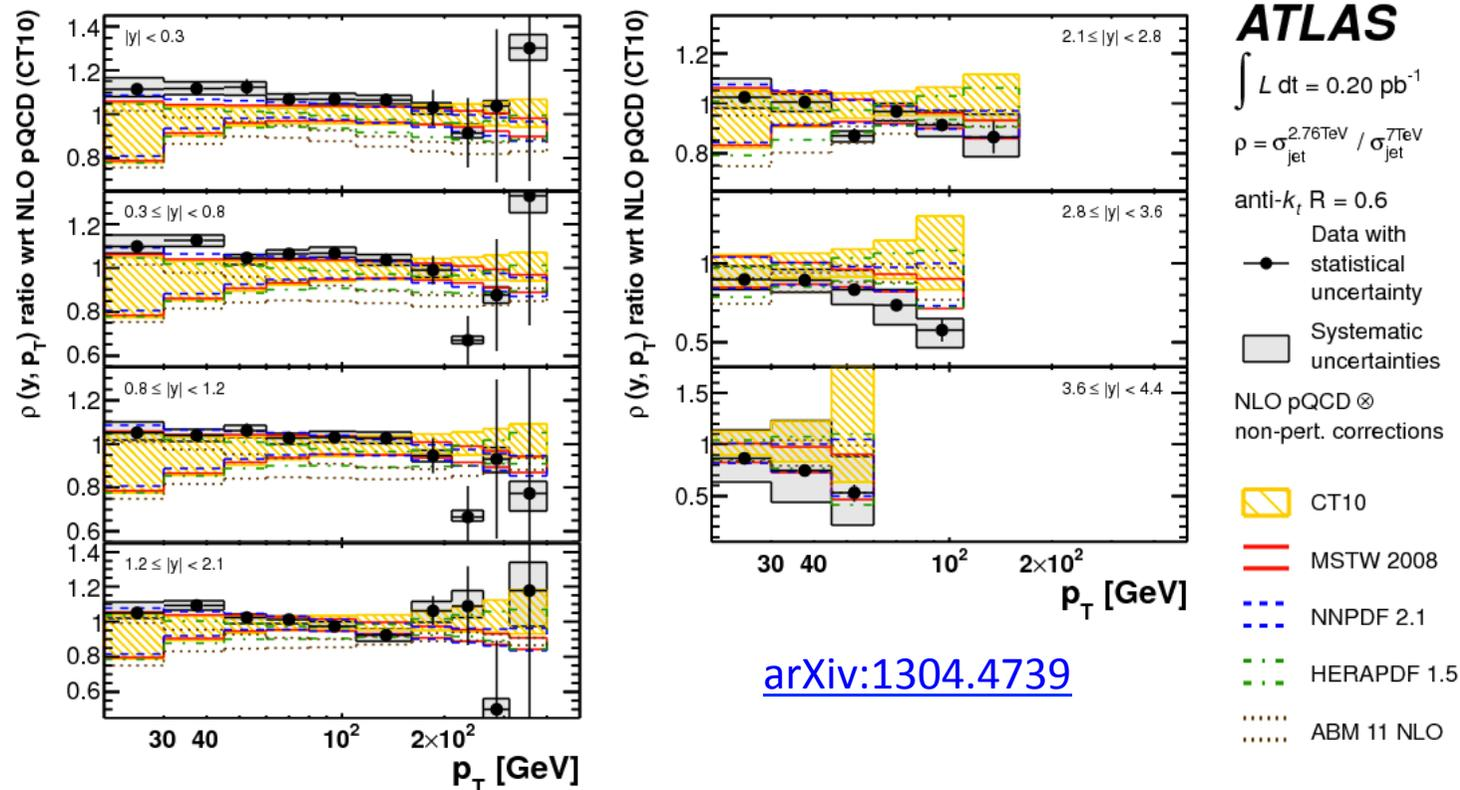 ρ (y, p_T) ratio wrt NLO pQCD (CT10)
|y| < 0.3
1.4
1.2
1
0.8
0.3 ≤ |y| < 0.8
1.2
1
0.8
0.6
0.8 ≤ |y| < 1.2
1.2
1
0.8
0.6
1.2 ≤ |y| < 2.1
1.4
1.2
1
0.8
0.6
30 40 10² 2×10²
p_T [GeV]
ρ (y, p_T) ratio wrt NLO pQCD (CT10)
2.1 ≤ |y| < 2.8
1.2
1
0.8
2.8 ≤ |y| < 3.6
1
0.5
3.6 ≤ |y| < 4.4
1.5
1
0.5
30 40 10² 2×10²
p_T [GeV]
arXiv:1304.4739
ATLAS
∫ L dt = 0.20 pb⁻¹
ρ = σ_jet^2.76TeV / σ_jet^7TeV
anti-k_t R = 0.6
Data with
statistical
uncertainty
Systematic
uncertainties
NLO pQCD ⊗
non-pert. corrections
CT10
MSTW 2008
NNPDF 2.1
HERAPDF 1.5
ABM 11 NLO